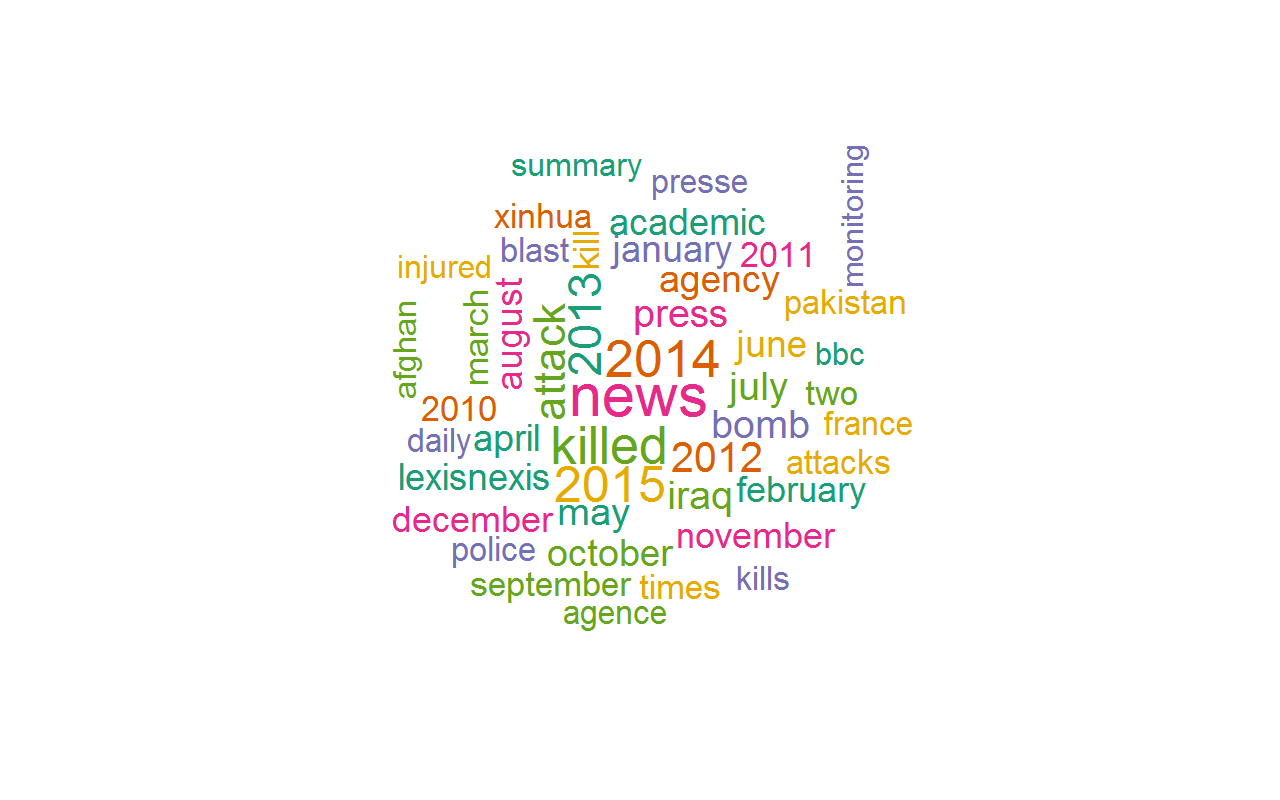 summary
presse
monitoring
xinhua
academic
blast
kill
january
2011
injured
agency
pakistan
afghan
march
august
attack
2013
press
2014
june
bbc
news
july
two
2010
bomb
france
daily
april
killed
2012
attacks
lexisnexis
2015
iraq
february
december
may
november
police
october
september
times
kills
agence